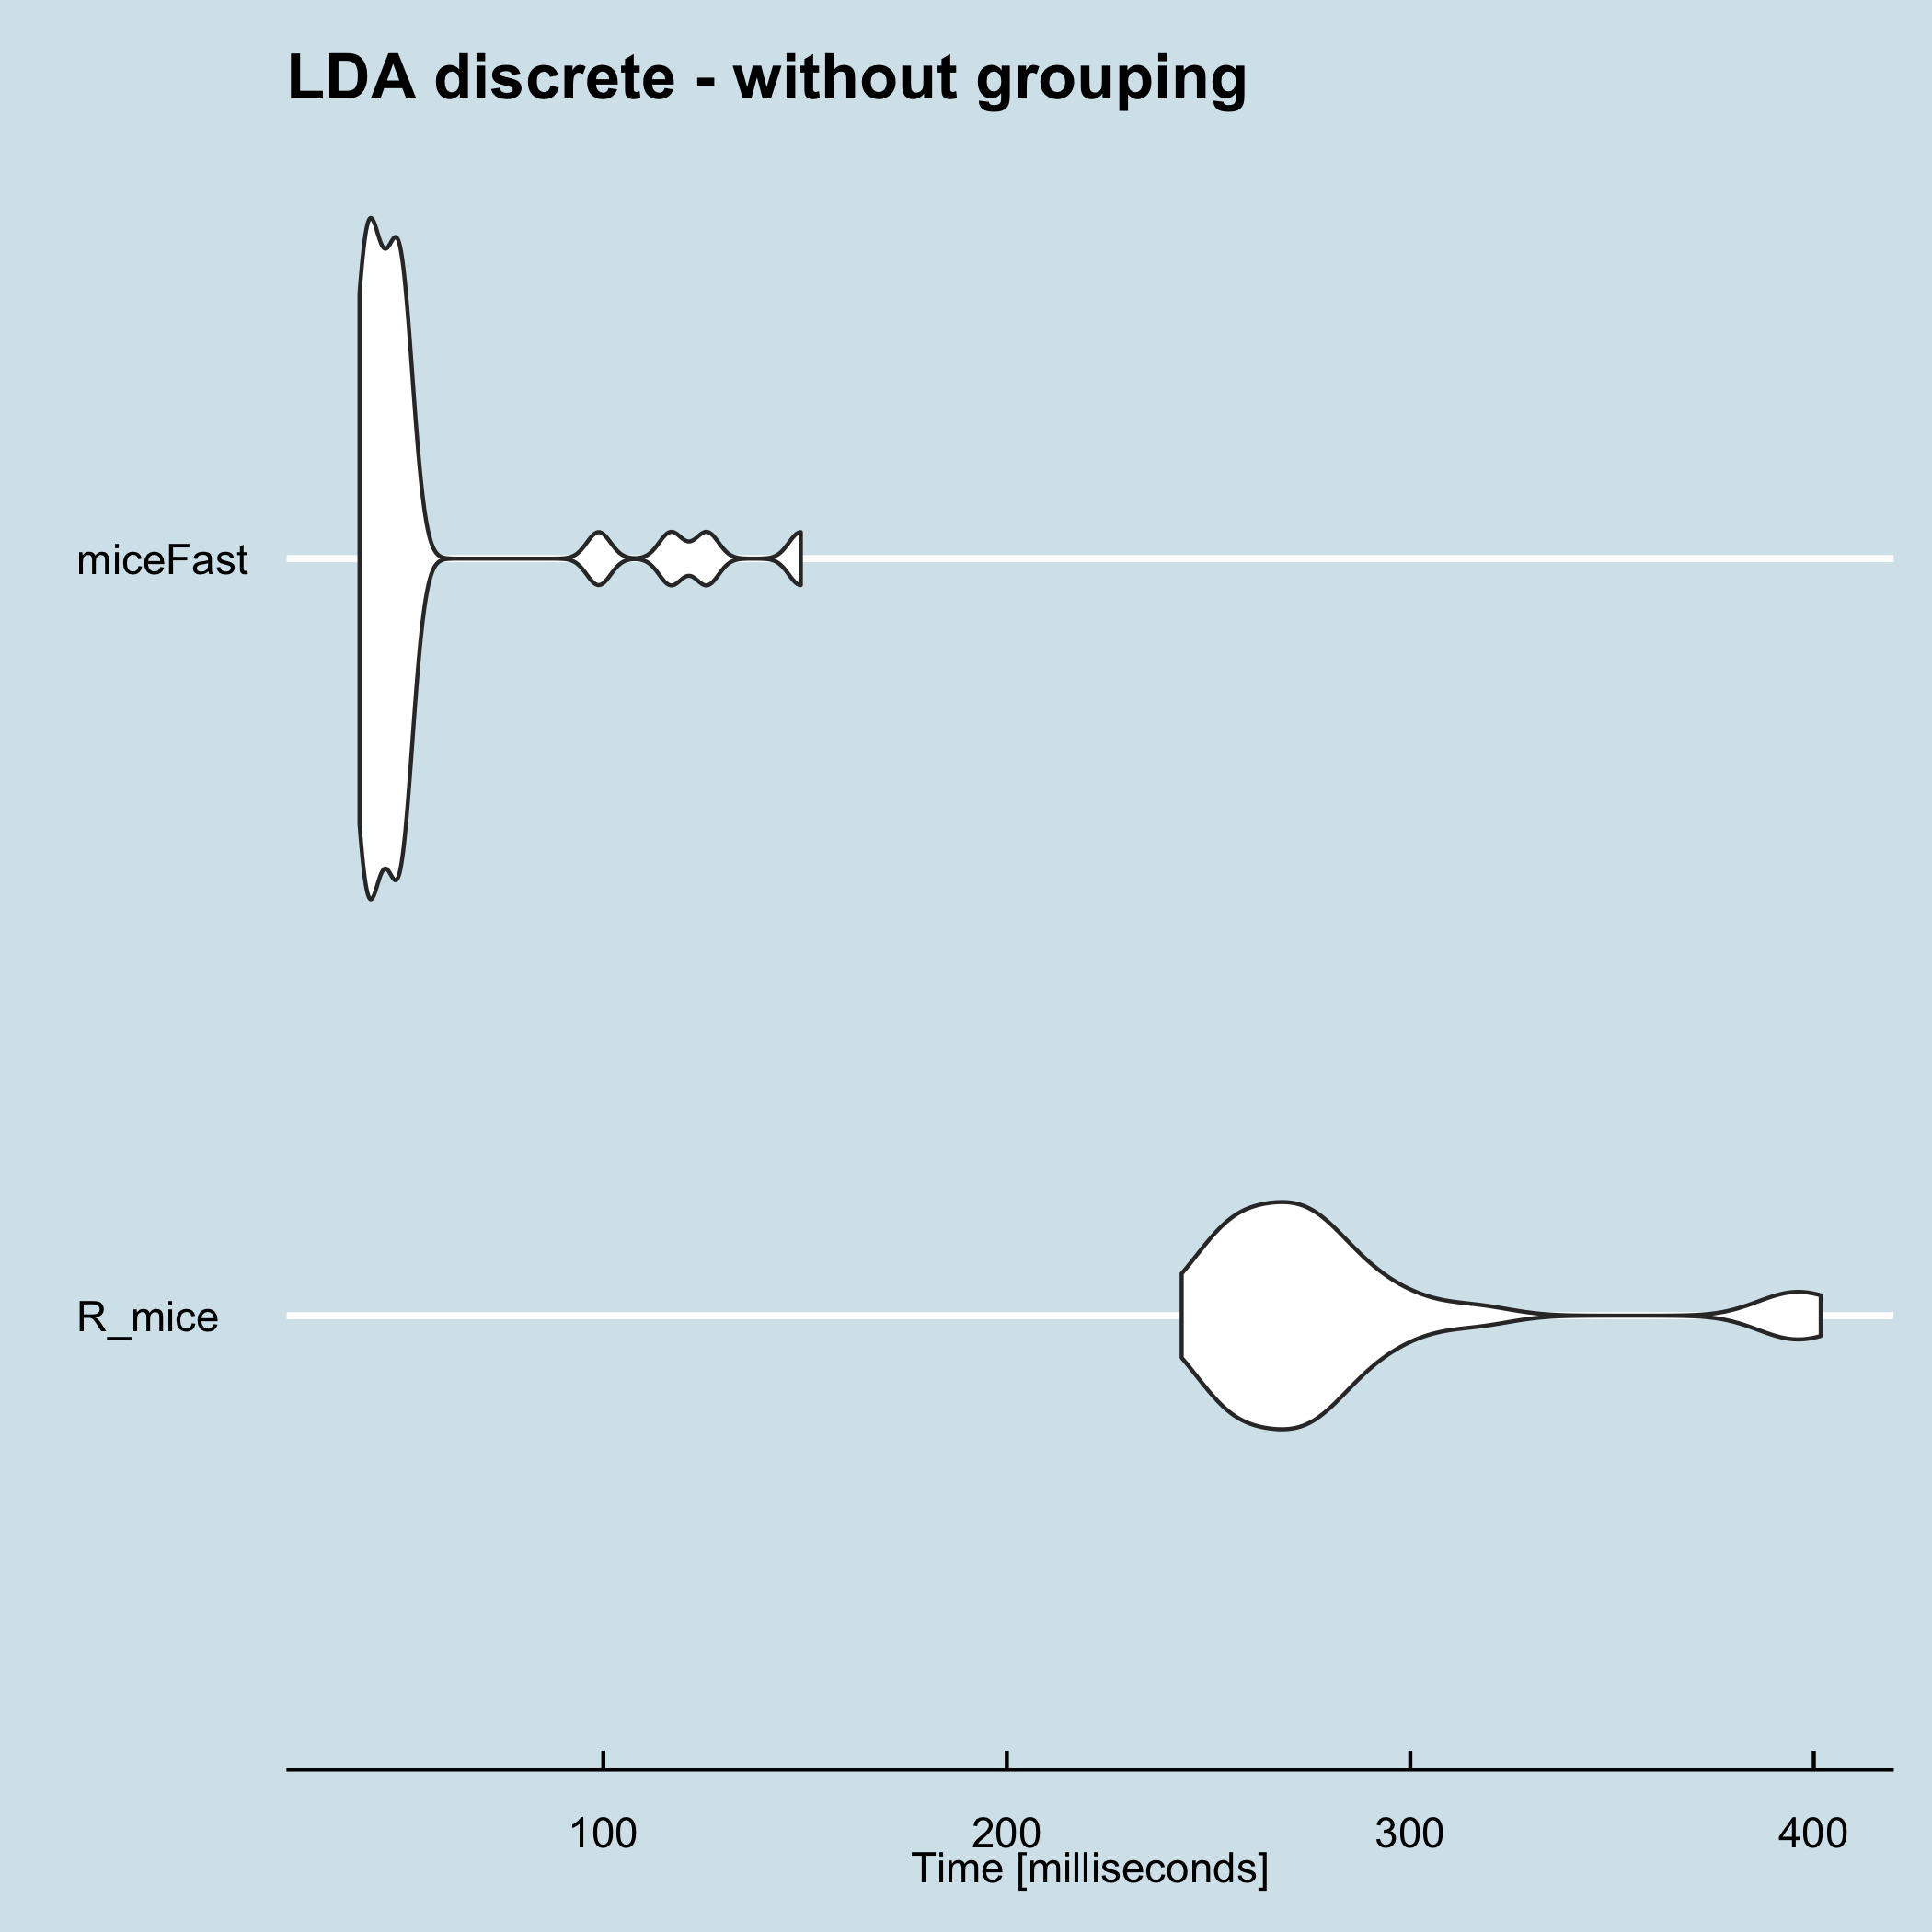 LDA discrete - without grouping
miceFast
R_mice
100 200 300 400
Time [milliseconds]